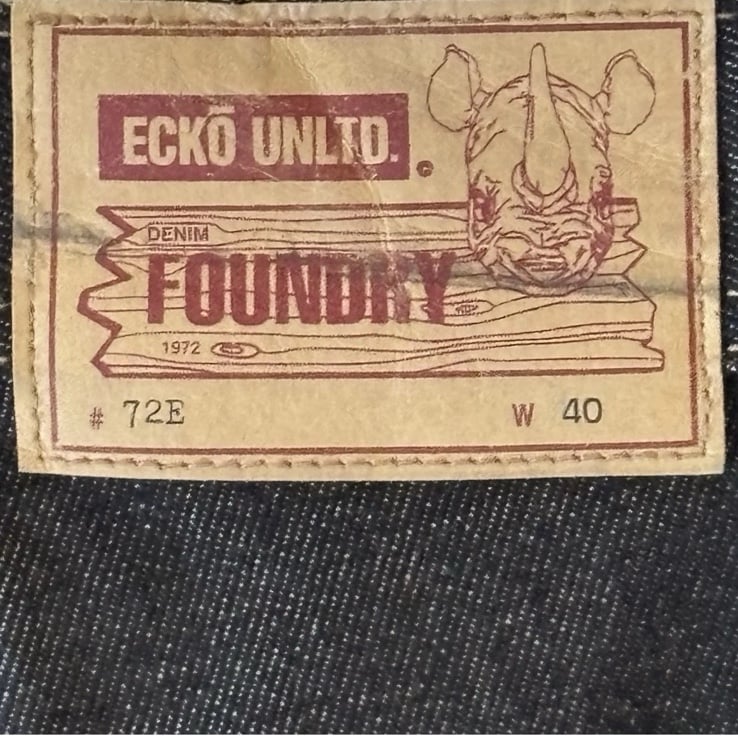 ECKŌ UNLTD.
DENIM
FOUNDRY
1972
# 72E W 40